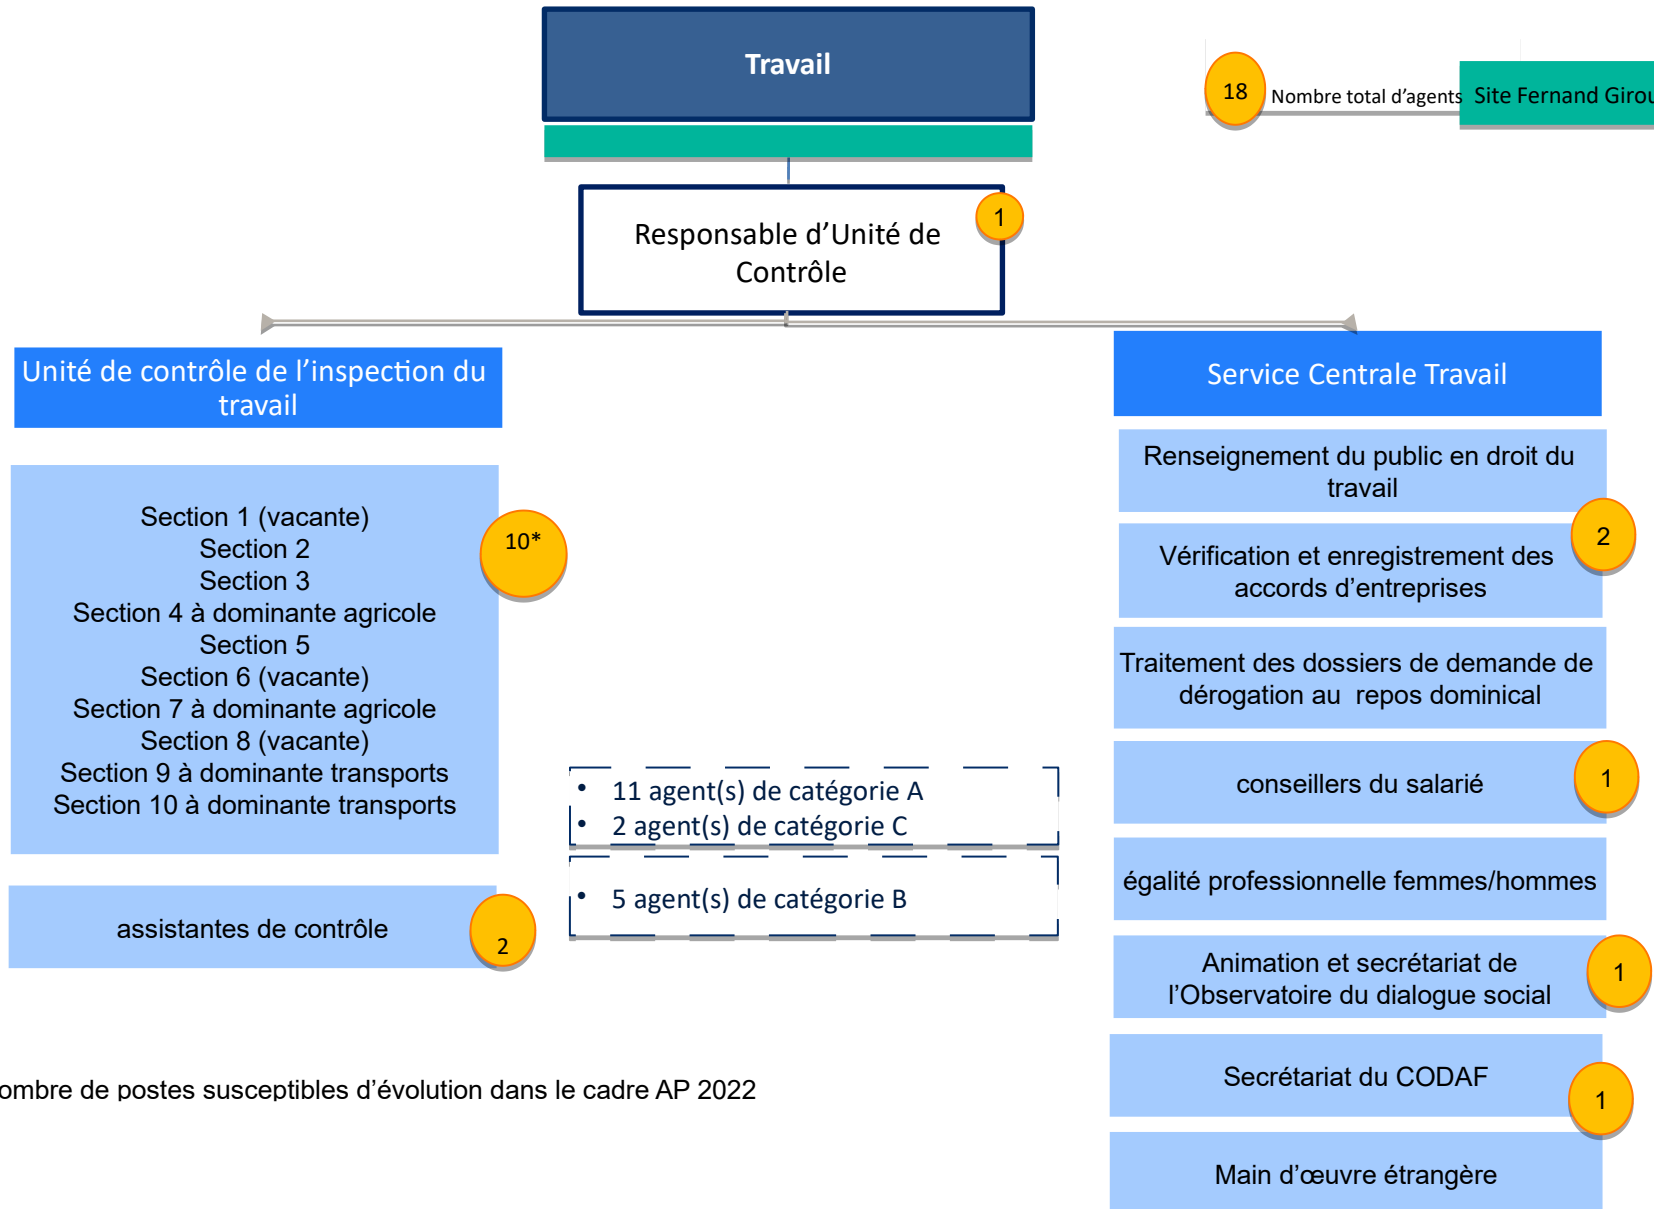 Travail
18
Nombre total d'agents
Site Fernand
Responsable d'Unité de
Contrôle
1
Unité de contrôle de l'inspection du
travail
Section 1 (vacante)
Section 2
Section 3
Section 4 à dominante agricole
Section 5
Section 6 (vacante)
Section 7 à dominante agricole
Section 8 (vacante)
Section 9 à dominante transports
Section 10 à dominante transports
10*
assistantes de contrôle
2
• 11 agent(s) de catégorie A
• 2 agent(s) de catégorie C
• 5 agent(s) de catégorie B
Service Centrale Travail
Renseignement du public en droit du
travail
Vérification et enregistrement des
accords d'entreprises
2
Traitement des dossiers de demande de
dérogation au repos dominical
conseillers du salarié
1
égalité professionnelle femmes/hommes
Animation et secrétariat de
l'Observatoire du dialogue social
1
Secrétariat du CODAF
1
Main d'œuvre étrangère
de postes susceptibles d'évolution dans le cadre AP 2022